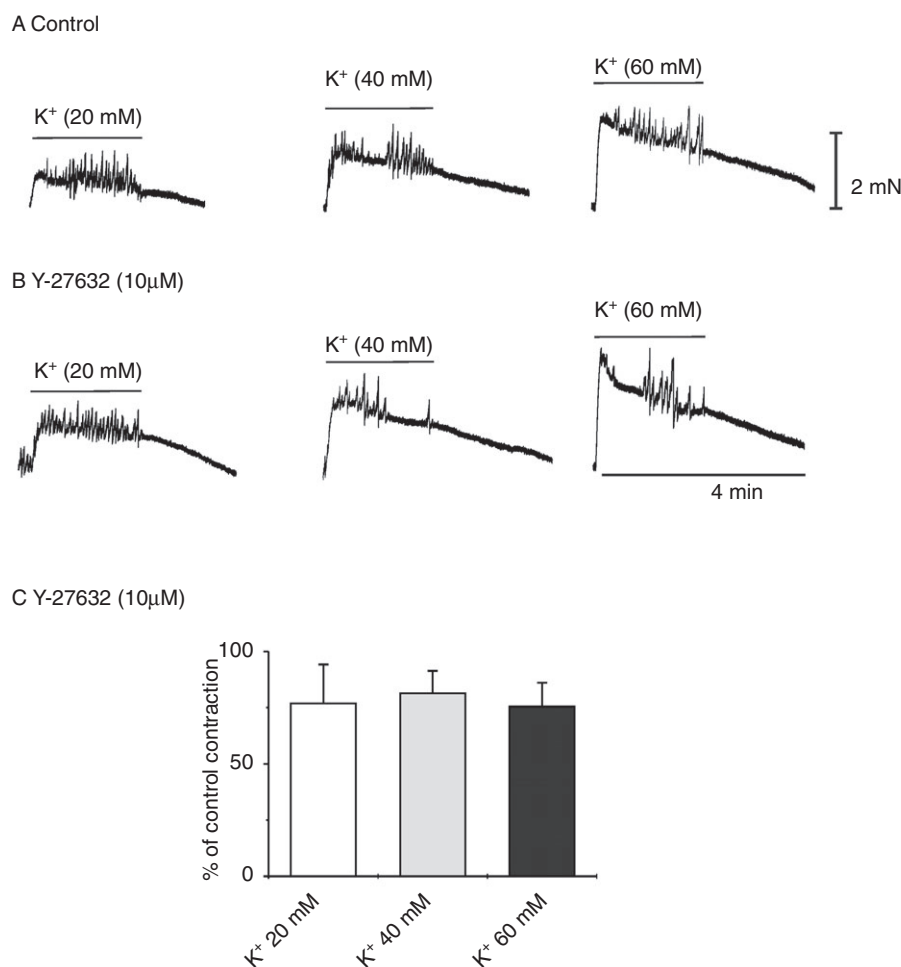 A Control
K⁺ (20 mM)
K⁺ (40 mM)
K⁺ (60 mM)
2 mN
B Y-27632 (10μM)
K⁺ (20 mM)
K⁺ (40 mM)
K⁺ (60 mM)
4 min
C Y-27632 (10μM)
% of control contraction
100
50
0
K⁺ 20 mM
K⁺ 40 mM
K⁺ 60 mM